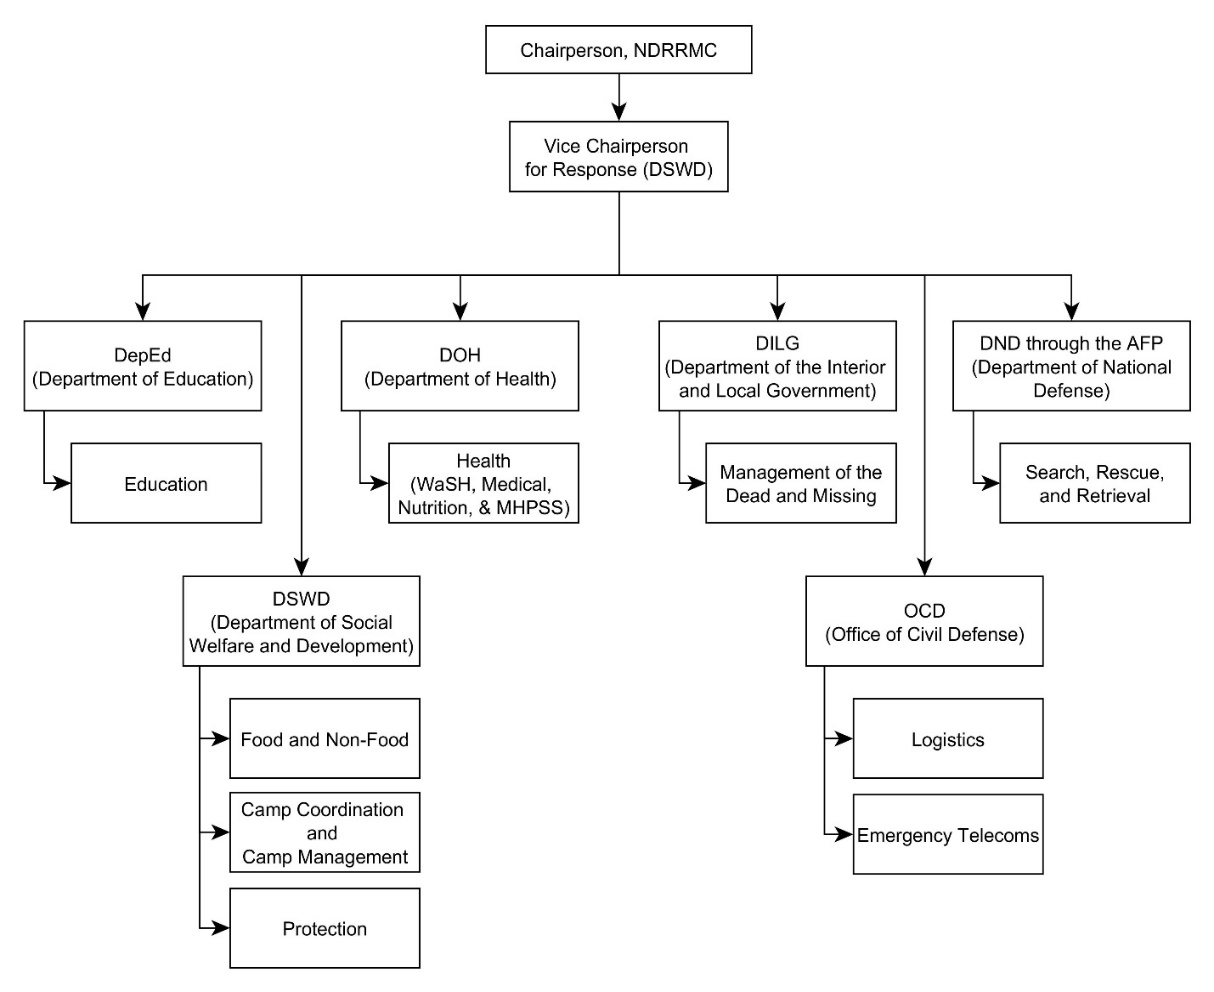 Chairperson, NDRRMC
Vice Chairperson
for Response (DSWD)
DepEd
(Department of Education)
Education
DOH
(Department of Health)
Health
(WaSH, Medical,
Nutrition, & MHPSS)
DILG
(Department of the Interior
and Local Government)
Management of the
Dead and Missing
DND through the AFP
(Department of National
Defense)
Search, Rescue,
and Retrieval
DSWD
(Department of Social
Welfare and Development)
Food and Non-Food
Camp Coordination
and
Camp Management
Protection
OCD
(Office of Civil Defense)
Logistics
Emergency Telecoms